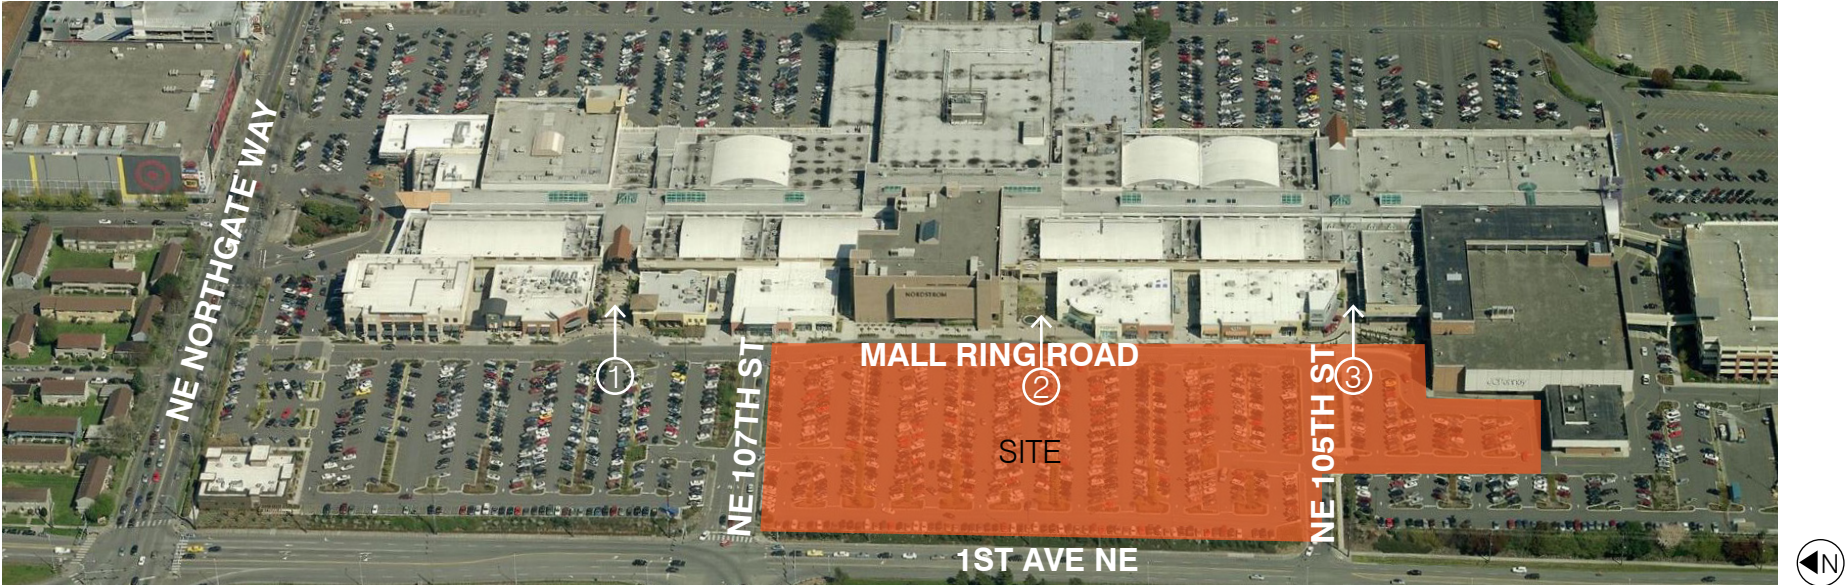 NE NORTHGATE WAY
NORDSTROM
MALL RING ROAD
1
2
3
NE 107TH ST
NE 105TH ST
JCPenney
SITE
1ST AVE NE
N